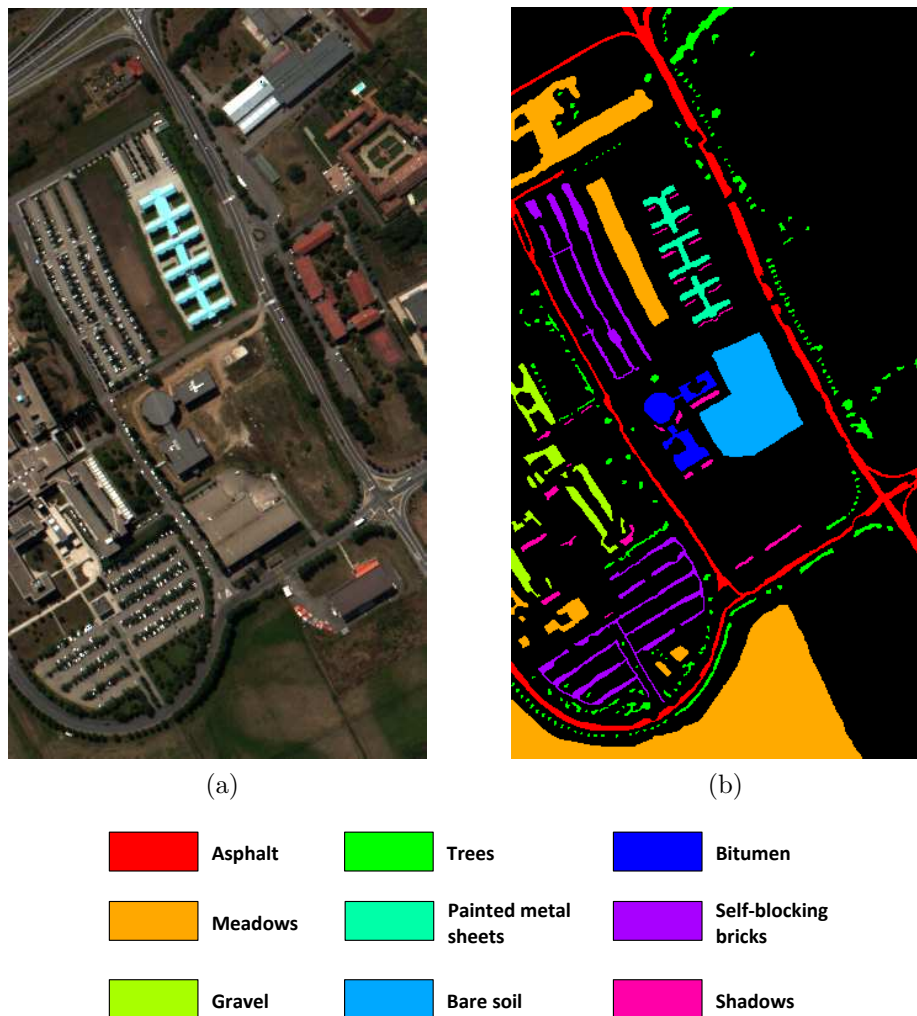 (a)
(b)
Asphalt
Trees
Bitumen
Meadows
Painted metal
sheets
Self-blocking
bricks
Gravel
Bare soil
Shadows